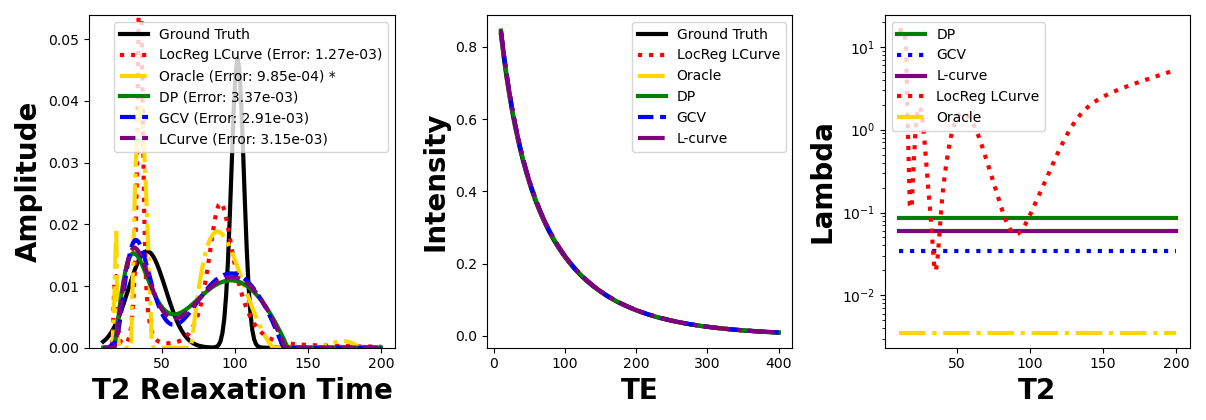 0.05
0.04
0.03
0.02
0.01
0.00
50
100
150
200
Amplitude
T2 Relaxation Time
Ground Truth
LocReg LCurve (Error: 1.27e-03)
Oracle (Error: 9.85e-04) *
DP (Error: 3.37e-03)
GCV (Error: 2.91e-03)
LCurve (Error: 3.15e-03)
0.8
0.6
0.4
0.2
0.0
0
100
200
300
400
Intensity
TE
Ground Truth
LocReg LCurve
Oracle
DP
GCV
L-curve
10¹
10⁰
10⁻¹
10⁻²
50
100
150
200
Lambda
T2
DP
GCV
L-curve
LocReg LCurve
Oracle